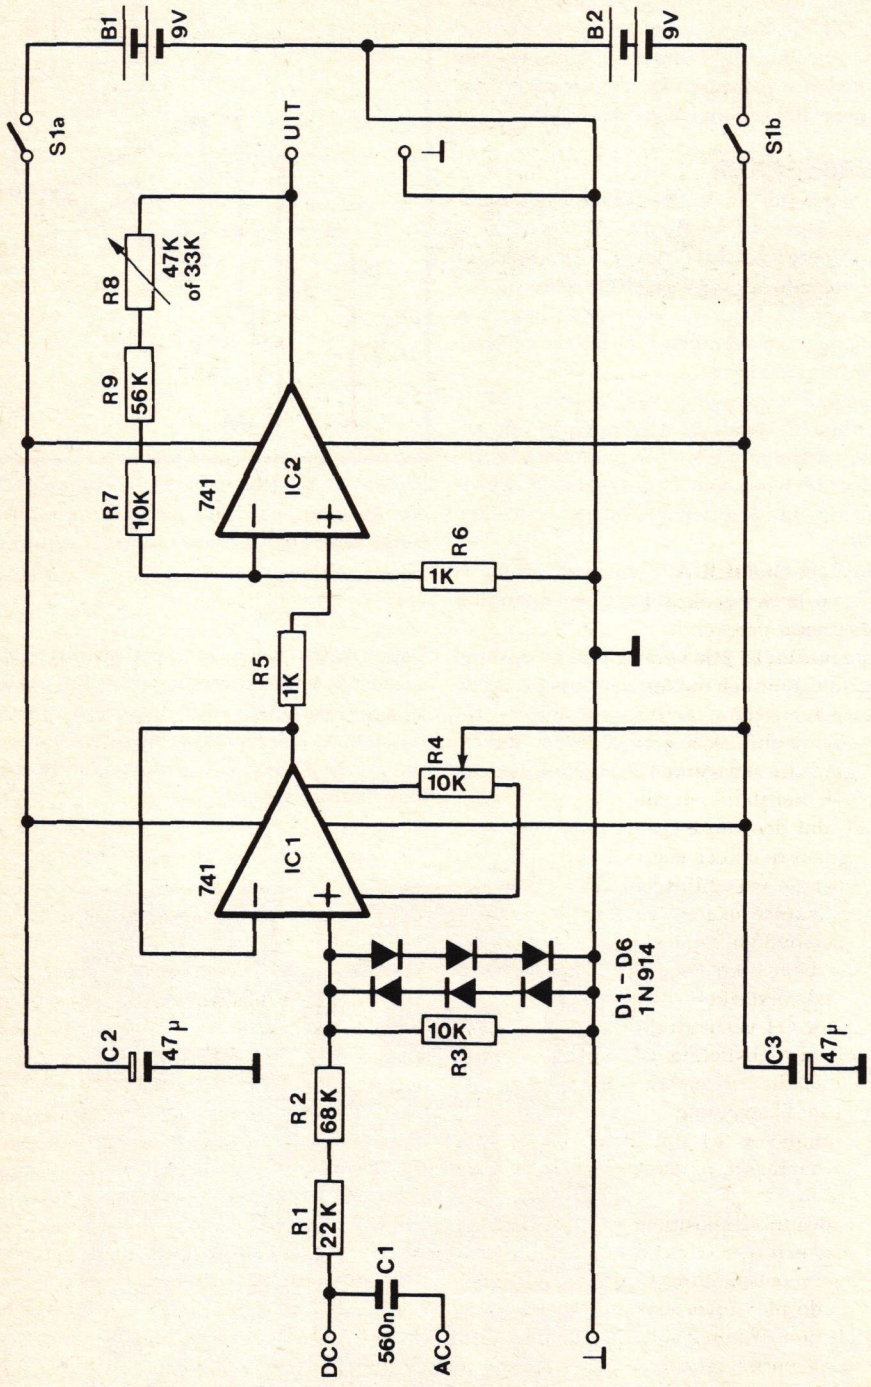 B1
9V
S1a
UIT
B2
9V
S1b
R8
47K
of 33K
R9
56K
R7
10K
741
IC2
−
+
R6
1K
R5
1K
R4
10K
741
IC1
−
+
D1 - D6
1N914
R3
10K
C2
47µ
C3
47µ
R2
68K
R1
22K
C1
560n
DC
AC